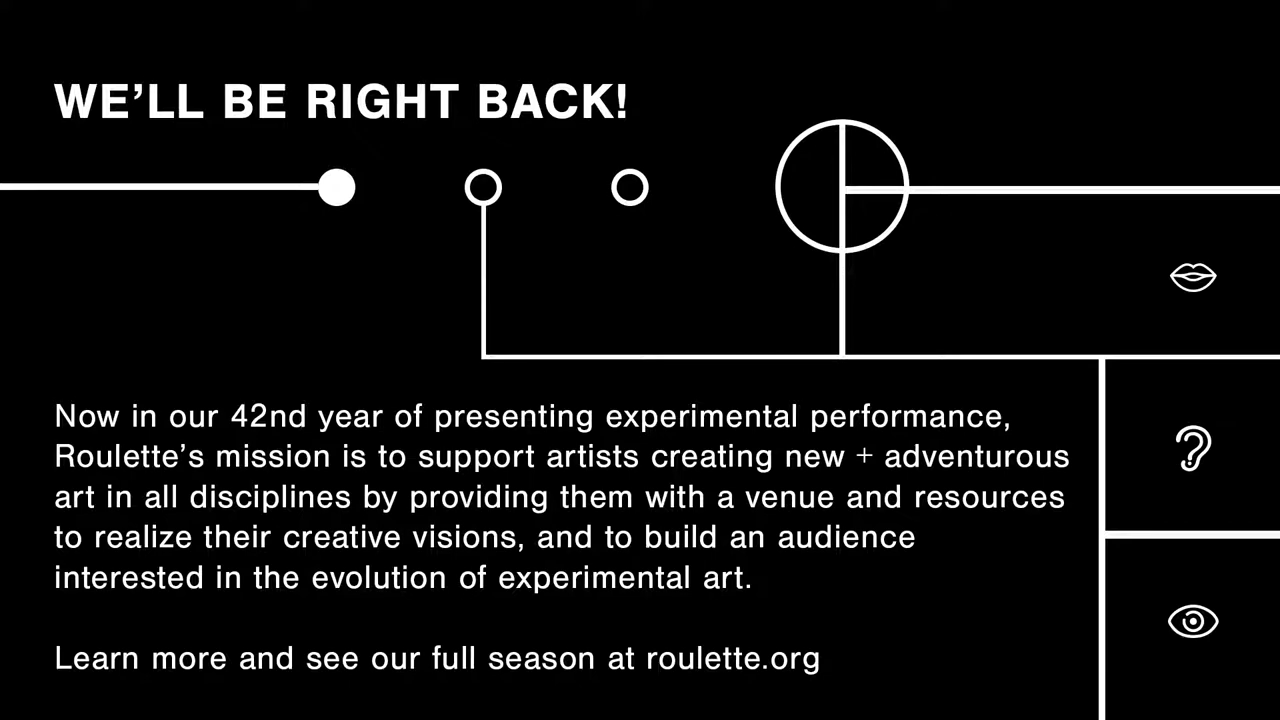 WE’LL BE RIGHT BACK!
Now in our 42nd year of presenting experimental performance,
Roulette’s mission is to support artists creating new + adventurous
art in all disciplines by providing them with a venue and resources
to realize their creative visions, and to build an audience
interested in the evolution of experimental art.
Learn more and see our full season at roulette.org